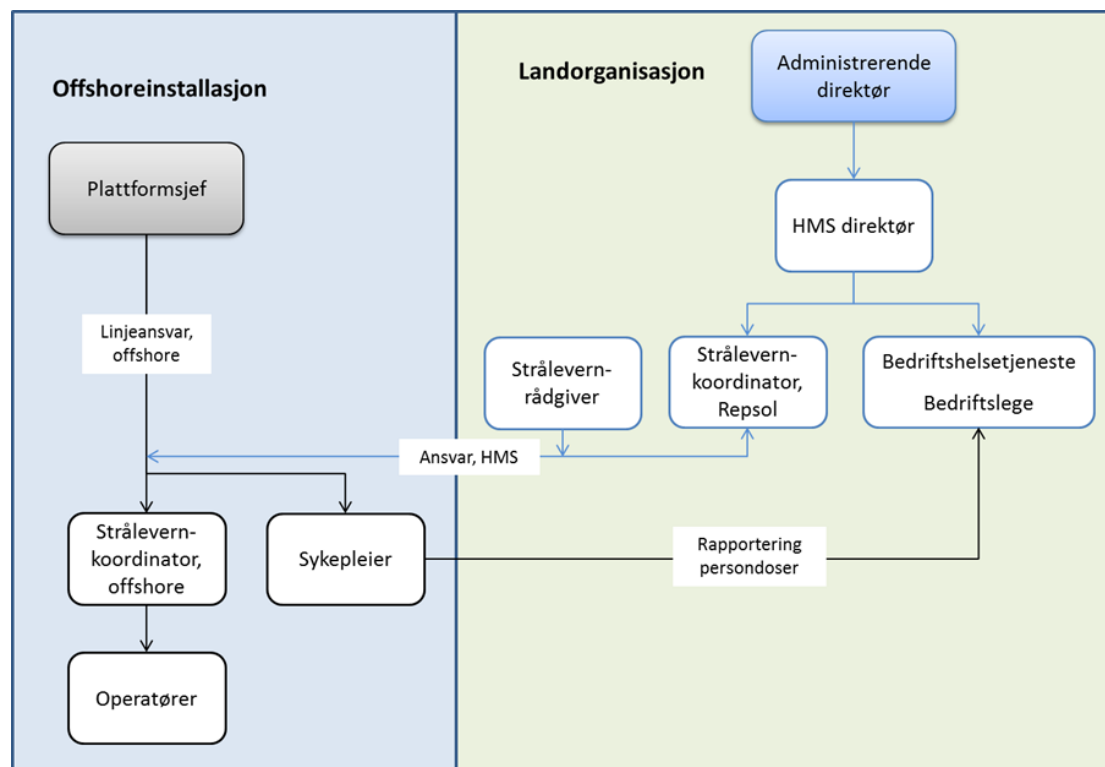 Offshoreinstallasjon
Plattformsjef
Linjeansvar,
offshore
Strålevern-
koordinator,
offshore
Sykepleier
Operatører
Landorganisasjon
Administrerende
direktør
HMS direktør
Strålevern-
rådgiver
Strålevern-
koordinator,
Repsol
Bedriftshelsetjeneste
Bedriftslege
Ansvar, HMS
Rapportering
persondoser